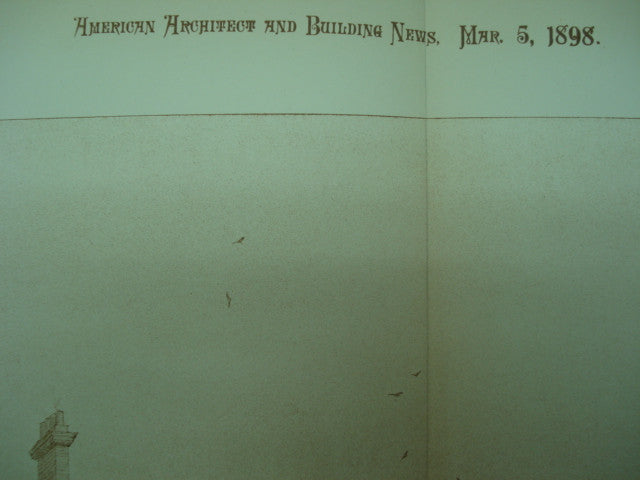 American Architect and Building News, Mar. 5, 1898.